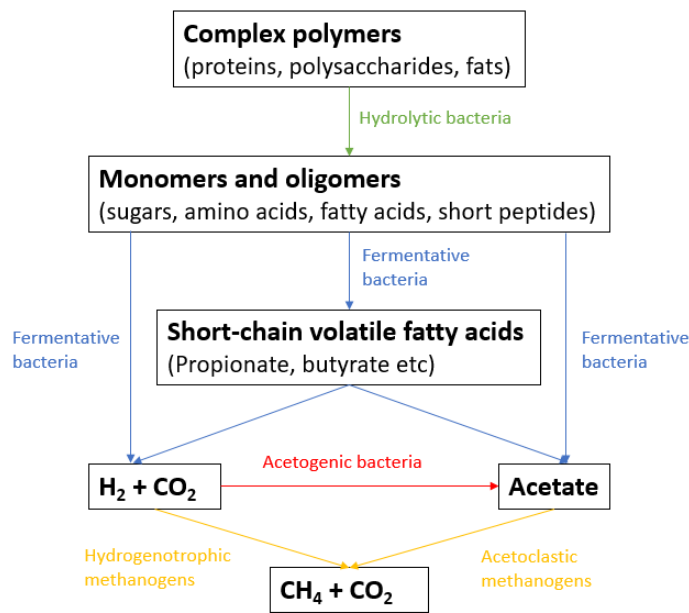 Complex polymers
(proteins, polysaccharides, fats)
Hydrolytic bacteria
Monomers and oligomers
(sugars, amino acids, fatty acids, short peptides)
Fermentative
bacteria
Fermentative
bacteria
Short-chain volatile fatty acids
(Propionate, butyrate etc)
Fermentative
bacteria
Acetogenic bacteria
H₂ + CO₂
Acetate
Hydrogenotrophic
methanogens
Acetoclastic
methanogens
CH₄ + CO₂